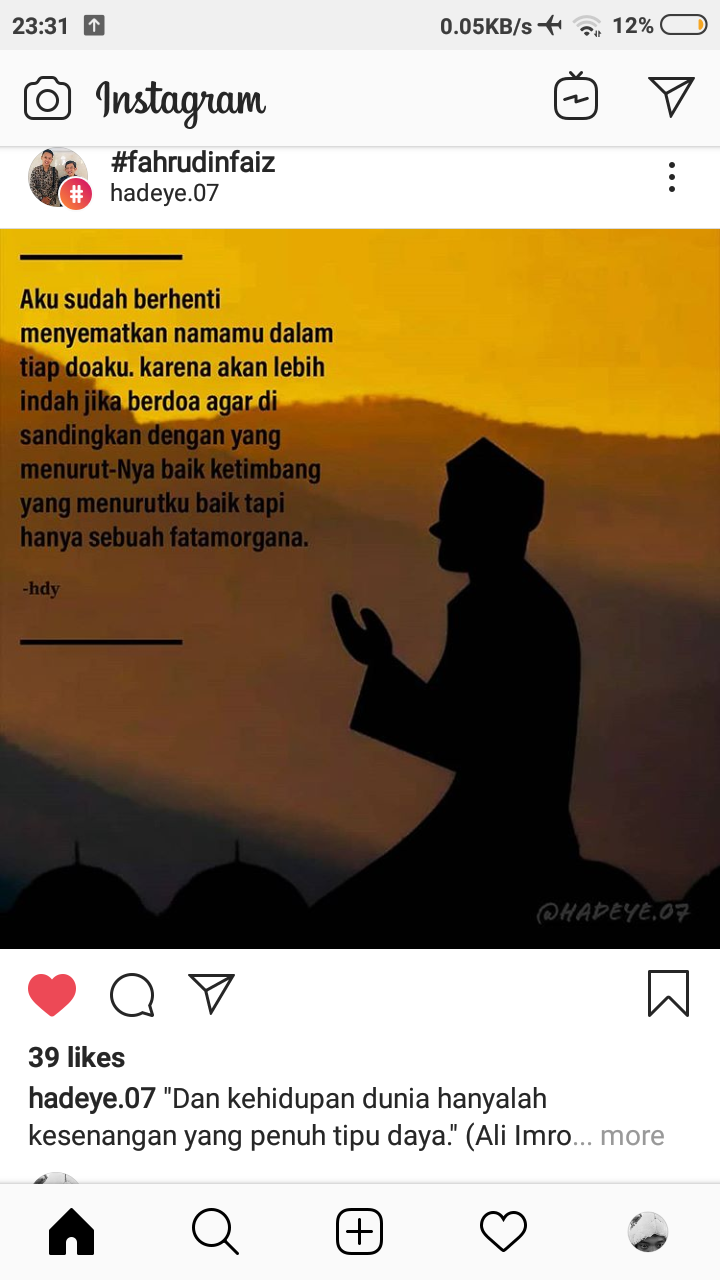 23:31
0.05KB/s
12%
Instagram
#fahrudinfaiz
hadeye.07
Aku sudah berhenti
menyematkan namamu dalam
tiap doaku. karena akan lebih
indah jika berdoa agar di
sandingkan dengan yang
menurut-Nya baik ketimbang
yang menurutku baik tapi
hanya sebuah fatamorgana.
-hdy
@HADEYE.07
39 likes
hadeye.07 "Dan kehidupan dunia hanyalah
kesenangan yang penuh tipu daya." (Ali Imro... more